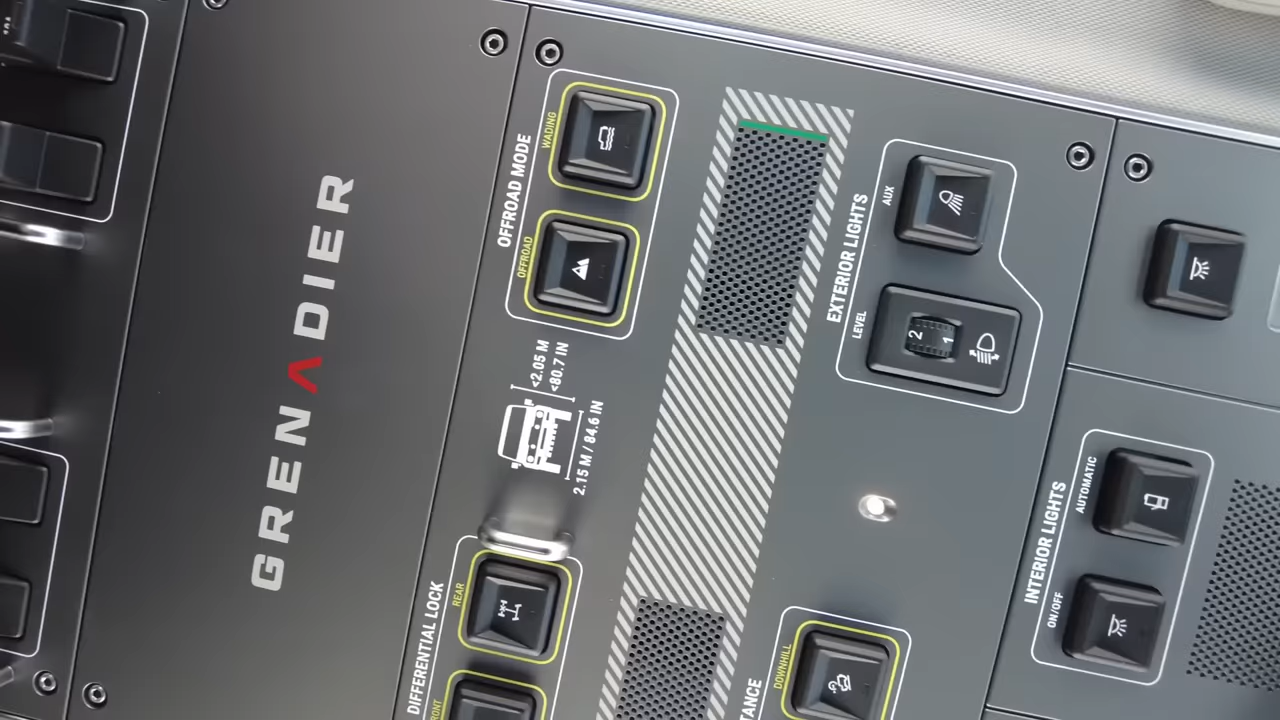 GRENADIER
OFFROAD MODE
OFFROAD
WADING
<2.05 M
<80.7 IN
2.15 M / 84.6 IN
DIFFERENTIAL LOCK
REAR
EXTERIOR LIGHTS
LEVEL
AUX
2 1
DOWNHILL
INTERIOR LIGHTS
ON/OFF
AUTOMATIC